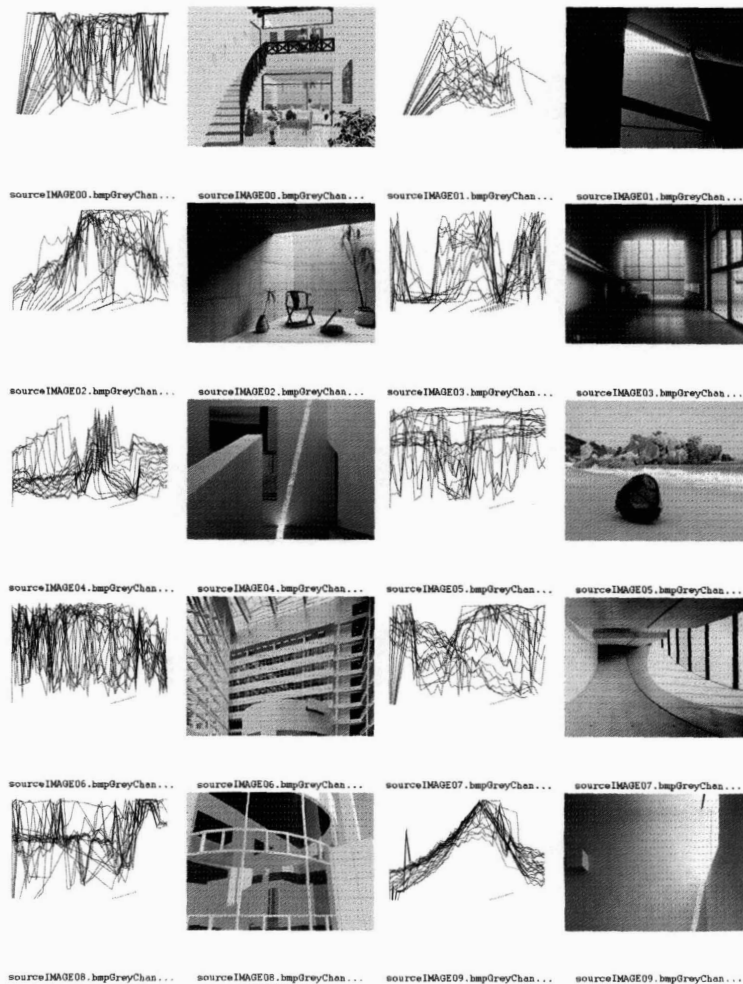 sourceIMAGE00.bmpGreyChan... sourceIMAGE00.bmpGreyChan... sourceIMAGE01.bmpGreyChan... sourceIMAGE01.bmpGreyChan...
sourceIMAGE02.bmpGreyChan... sourceIMAGE02.bmpGreyChan... sourceIMAGE03.bmpGreyChan... sourceIMAGE03.bmpGreyChan...
sourceIMAGE04.bmpGreyChan... sourceIMAGE04.bmpGreyChan... sourceIMAGE05.bmpGreyChan... sourceIMAGE05.bmpGreyChan...
sourceIMAGE06.bmpGreyChan... sourceIMAGE06.bmpGreyChan... sourceIMAGE07.bmpGreyChan... sourceIMAGE07.bmpGreyChan...
sourceIMAGE08.bmpGreyChan... sourceIMAGE08.bmpGreyChan... sourceIMAGE09.bmpGreyChan... sourceIMAGE09.bmpGreyChan...